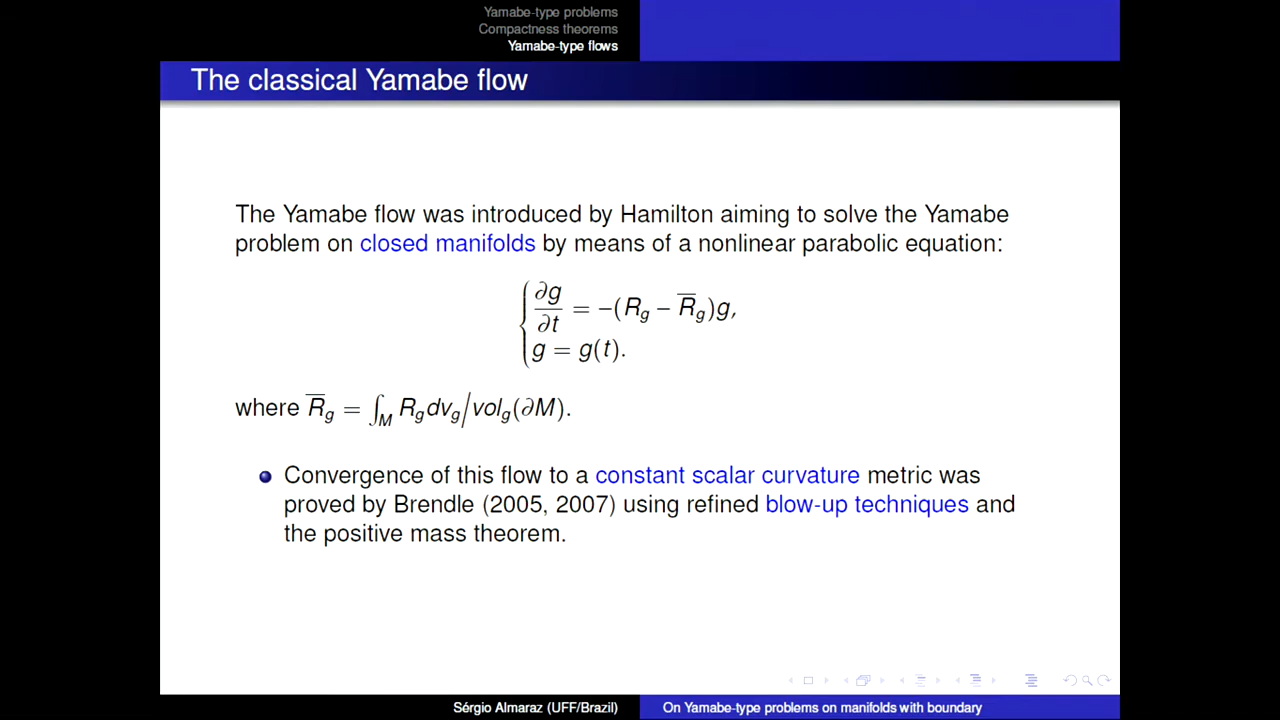 Yamabe-type problems
Compactness theorems
Yamabe-type flows
The classical Yamabe flow
The Yamabe flow was introduced by Hamilton aiming to solve the Yamabe
problem on closed manifolds by means of a nonlinear parabolic equation:
∂g/∂t = −(R_g − R̅_g)g,
g = g(t).
where R̅_g = ∫_M R_g dv_g/vol_g(∂M).
Convergence of this flow to a constant scalar curvature metric was
proved by Brendle (2005, 2007) using refined blow-up techniques and
the positive mass theorem.
Sérgio Almaraz (UFF/Brazil)
On Yamabe-type problems on manifolds with boundary